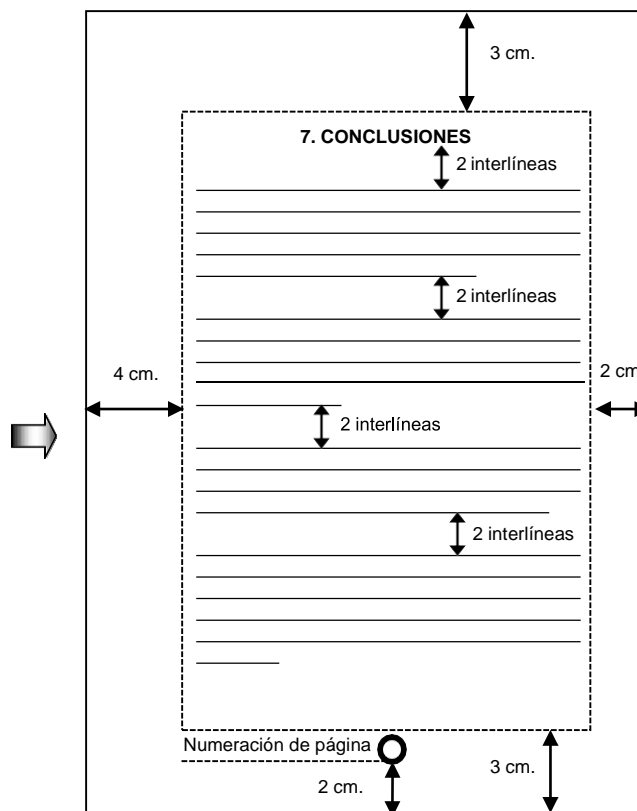 3 cm.
7. CONCLUSIONES
2 interlíneas
2 interlíneas
4 cm.
2 cm
2 interlíneas
2 interlíneas
Numeración de página
2 cm.
3 cm.